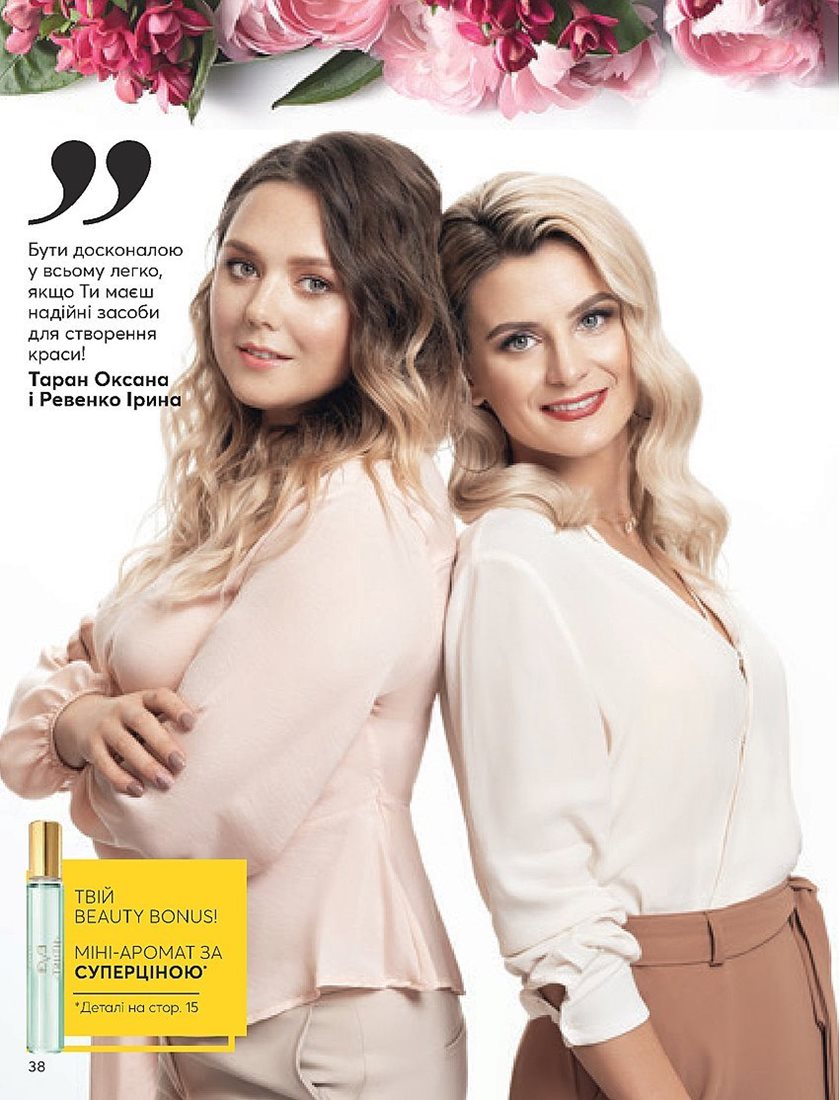 Бути досконалою
у всьому легко,
якщо Ти маєш
надійні засоби
для створення
краси!
Таран Оксана
і Ревенко Ірина
ТВІЙ
BEAUTY BONUS!
МІНІ-АРОМАТ ЗА
СУПЕРЦІНОЮ*
*Деталі на стор. 15
38